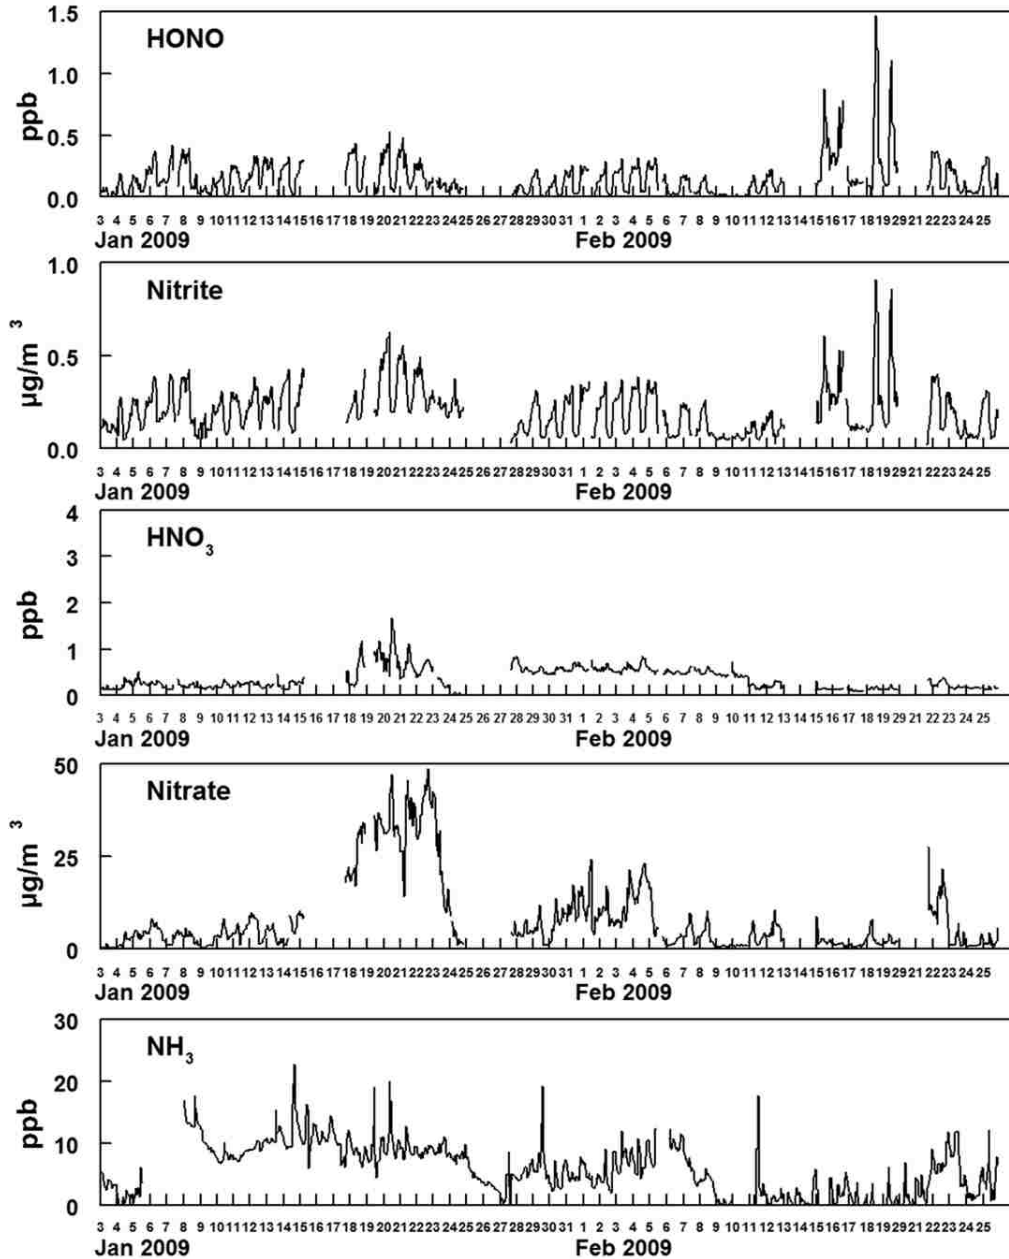 HONO
1.5
1.0
0.5
0.0
ppb
3 4 5 6 7 8 9 10 11 12 13 14 15 16 17 18 19 20 21 22 23 24 25 26 27 28 29 30 31 1 2 3 4 5 6 7 8 9 10 11 12 13 14 15 16 17 18 19 29 21 22 23 24 25
Jan 2009 Feb 2009
Nitrite
1.0
0.5
0.0
µg/m 3
3 4 5 6 7 8 9 10 11 12 13 14 15 16 17 18 19 20 21 22 23 24 25 26 27 28 29 30 31 1 2 3 4 5 6 7 8 9 10 11 12 13 14 15 16 17 18 19 29 21 22 23 24 25
Jan 2009 Feb 2009
HNO3
4
3
2
1
0
ppb
3 4 5 6 7 8 9 10 11 12 13 14 15 16 17 18 19 20 21 22 23 24 25 26 27 28 29 30 31 1 2 3 4 5 6 7 8 9 10 11 12 13 14 15 16 17 18 19 29 21 22 23 24 25
Jan 2009 Feb 2009
Nitrate
50
25
0
µg/m 3
3 4 5 6 7 8 9 10 11 12 13 14 15 16 17 18 19 20 21 22 23 24 25 26 27 28 29 30 31 1 2 3 4 5 6 7 8 9 10 11 12 13 14 15 16 17 18 19 29 21 22 23 24 25
Jan 2009 Feb 2009
NH3
30
20
10
0
ppb
3 4 5 6 7 8 9 10 11 12 13 14 15 16 17 18 19 20 21 22 23 24 25 26 27 28 29 30 31 1 2 3 4 5 6 7 8 9 10 11 12 13 14 15 16 17 18 19 29 21 22 23 24 25
Jan 2009 Feb 2009